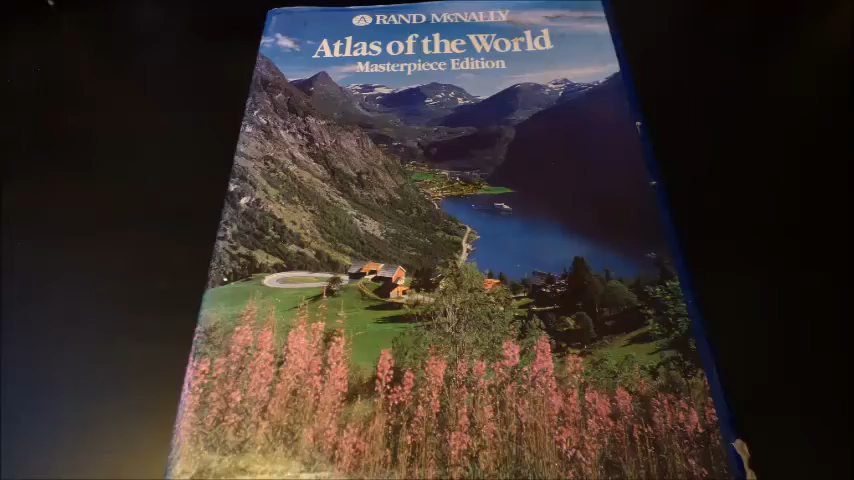 RAND McNALLY
Atlas of the World
Masterpiece Edition